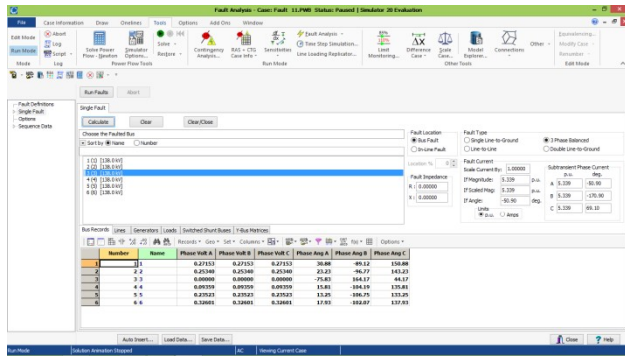 Fault Analysis - Case: Fault 11.PWB Status: Paused | Simulator 20 Evaluation
File Case Information Draw Onelines Tools Options Add Ons Window
Edit Mode
Run Mode
Abort
Log
Script
Solve Power Flow - Newton
Simulator Options...
Solve
Restore
Contingency Analysis...
RAS + CTG Case Info
Sensitivities
Fault Analysis
Time Step Simulation...
Line Loading Replicator...
Limit Monitoring...
Difference Case
Scale Case...
Model Explorer...
Connections
Other
Equivalencing...
Modify Case
Renumber
Mode Log Power Flow Tools Run Mode Other Tools Edit Mode
Run Faults Abort
Fault Definitions
Single Fault
Options
Sequence Data
Single Fault
Calculate Clear Clear/Close
Choose the Faulted Bus
Sort by Name Number
1 (1) [138.0 kV]
2 (2) [138.0 kV]
3 (3) [138.0 kV]
4 (4) [138.0 kV]
5 (5) [138.0 kV]
6 (6) [138.0 kV]
Fault Location
Bus Fault
In-Line Fault
Location % 0
Fault Impedance
R : 0.00000
X : 0.00000
Fault Type
Single Line-to-Ground 3 Phase Balanced
Line-to-Line Double Line-to-Ground
Fault Current
Scale Current By: 1.00000
If Magnitude: 5.339 p.u.
If Scaled Mag: 5.339 p.u.
If Angle: -50.90 deg.
Units
p.u. Amps
Subtransient Phase Current
p.u. deg.
A 5.339 -50.90
B 5.339 -170.90
C 5.339 69.10
Bus Records Lines Generators Loads Switched Shunt Buses Y-Bus Matrices
Records Geo Set Columns Options
Number Name Phase Volt A Phase Volt B Phase Volt C Phase Ang A Phase Ang B Phase Ang C
1 1 1 0.27153 0.27153 0.27153 30.88 -89.12 150.88
2 2 2 0.25340 0.25340 0.25340 23.23 -96.77 143.23
3 3 3 0.00000 0.00000 0.00000 -75.83 164.17 44.17
4 4 4 0.09359 0.09359 0.09359 15.81 -104.19 135.81
5 5 5 0.23523 0.23523 0.23523 13.25 -106.75 133.25
6 6 6 0.32601 0.32601 0.32601 17.93 -102.07 137.93
Auto Insert... Load Data... Save Data... Close Help
Run Mode Solution Animation Stopped AC Viewing Current Case